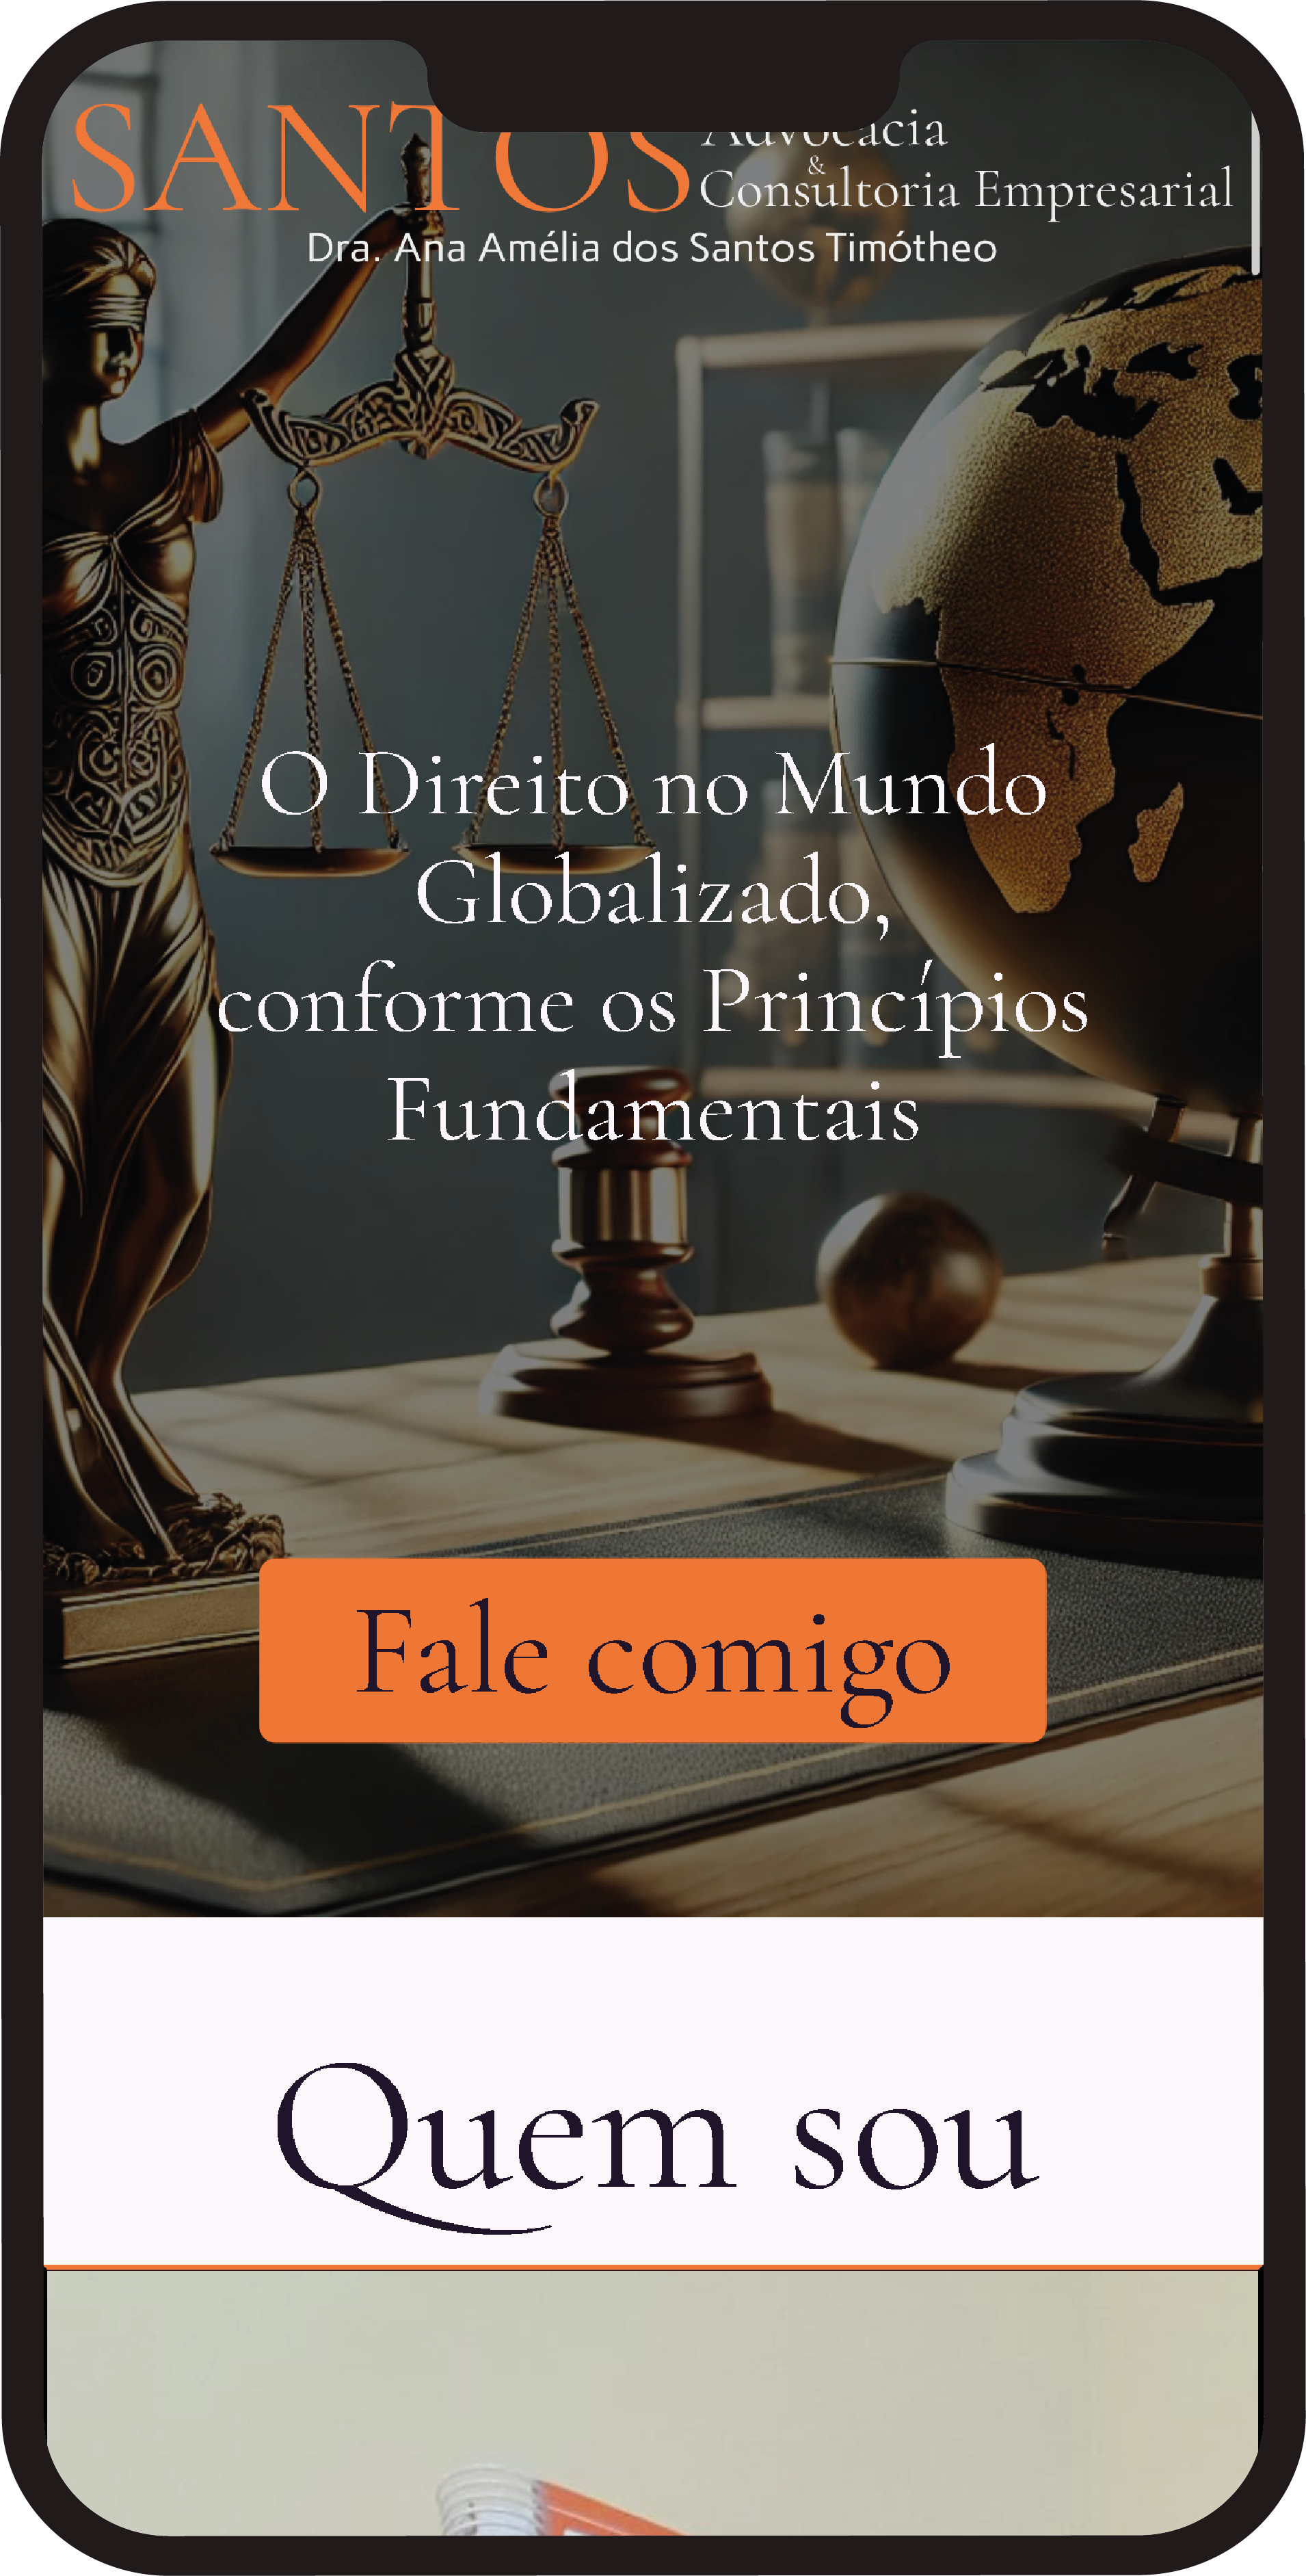 SANTOS Advocacia
&
Consultoria Empresarial
Dra. Ana Amélia dos Santos Timótheo
O Direito no Mundo
Globalizado,
conforme os Princípios
Fundamentais
Fale comigo
Quem sou